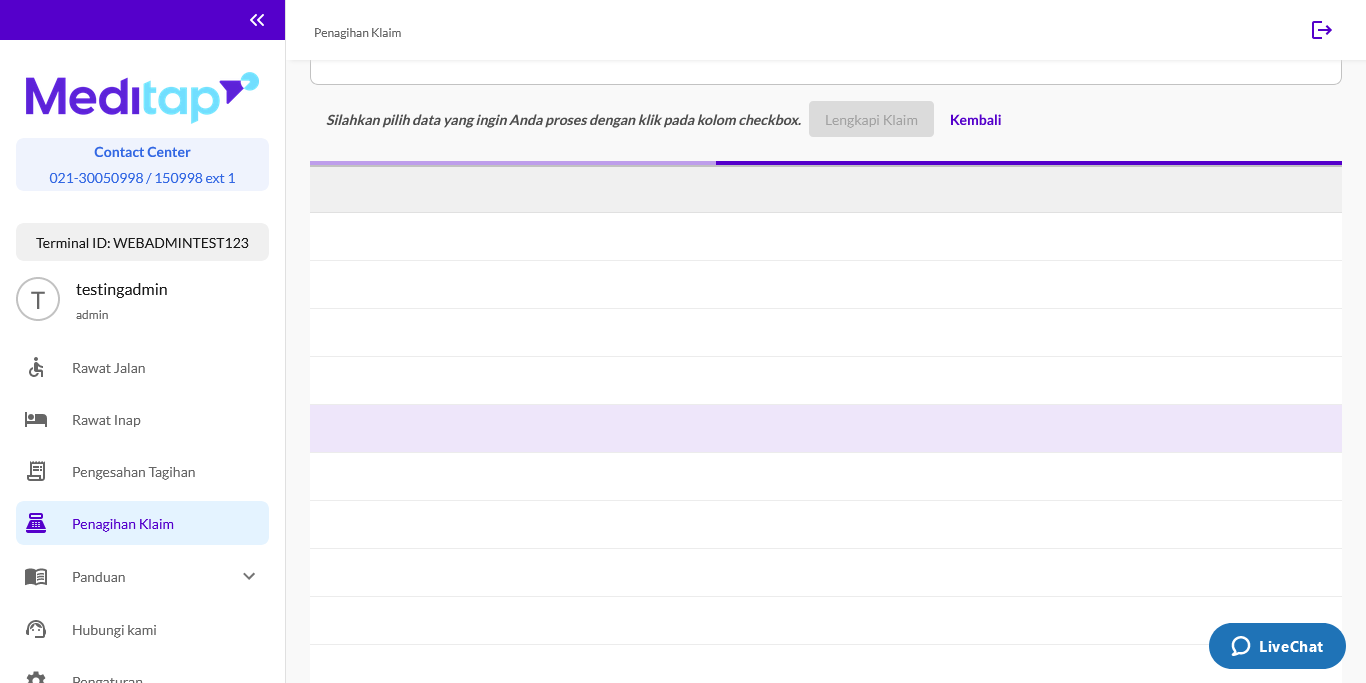 Penagihan Klaim
Meditap
Contact Center
021-30050998 / 150998 ext 1
Terminal ID: WEBADMINTEST123
T
testingadmin
admin
Rawat Jalan
Rawat Inap
Pengesahan Tagihan
Penagihan Klaim
Panduan
Hubungi kami
Pengaturan
Silahkan pilih data yang ingin Anda proses dengan klik pada kolom checkbox.
Lengkapi Klaim
Kembali
LiveChat